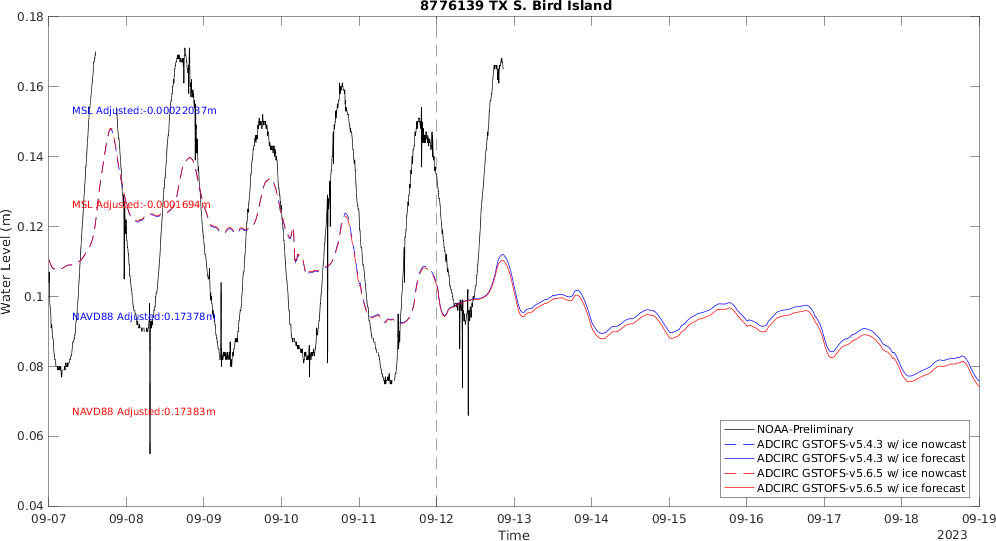 8776139 TX S. Bird Island
0.18
0.16
0.14
0.12
0.1
0.08
0.06
0.04
Water Level (m)
MSL Adjusted:-0.00022037m
MSL Adjusted:-0.0001694m
NAVD88 Adjusted:0.17378m
NAVD88 Adjusted:0.17383m
NOAA-Preliminary
ADCIRC GSTOFS-v5.4.3 w/ ice nowcast
ADCIRC GSTOFS-v5.4.3 w/ ice forecast
ADCIRC GSTOFS-v5.6.5 w/ ice nowcast
ADCIRC GSTOFS-v5.6.5 w/ ice forecast
09-07 09-08 09-09 09-10 09-11 09-12 09-13 09-14 09-15 09-16 09-17 09-18 09-19
Time
2023